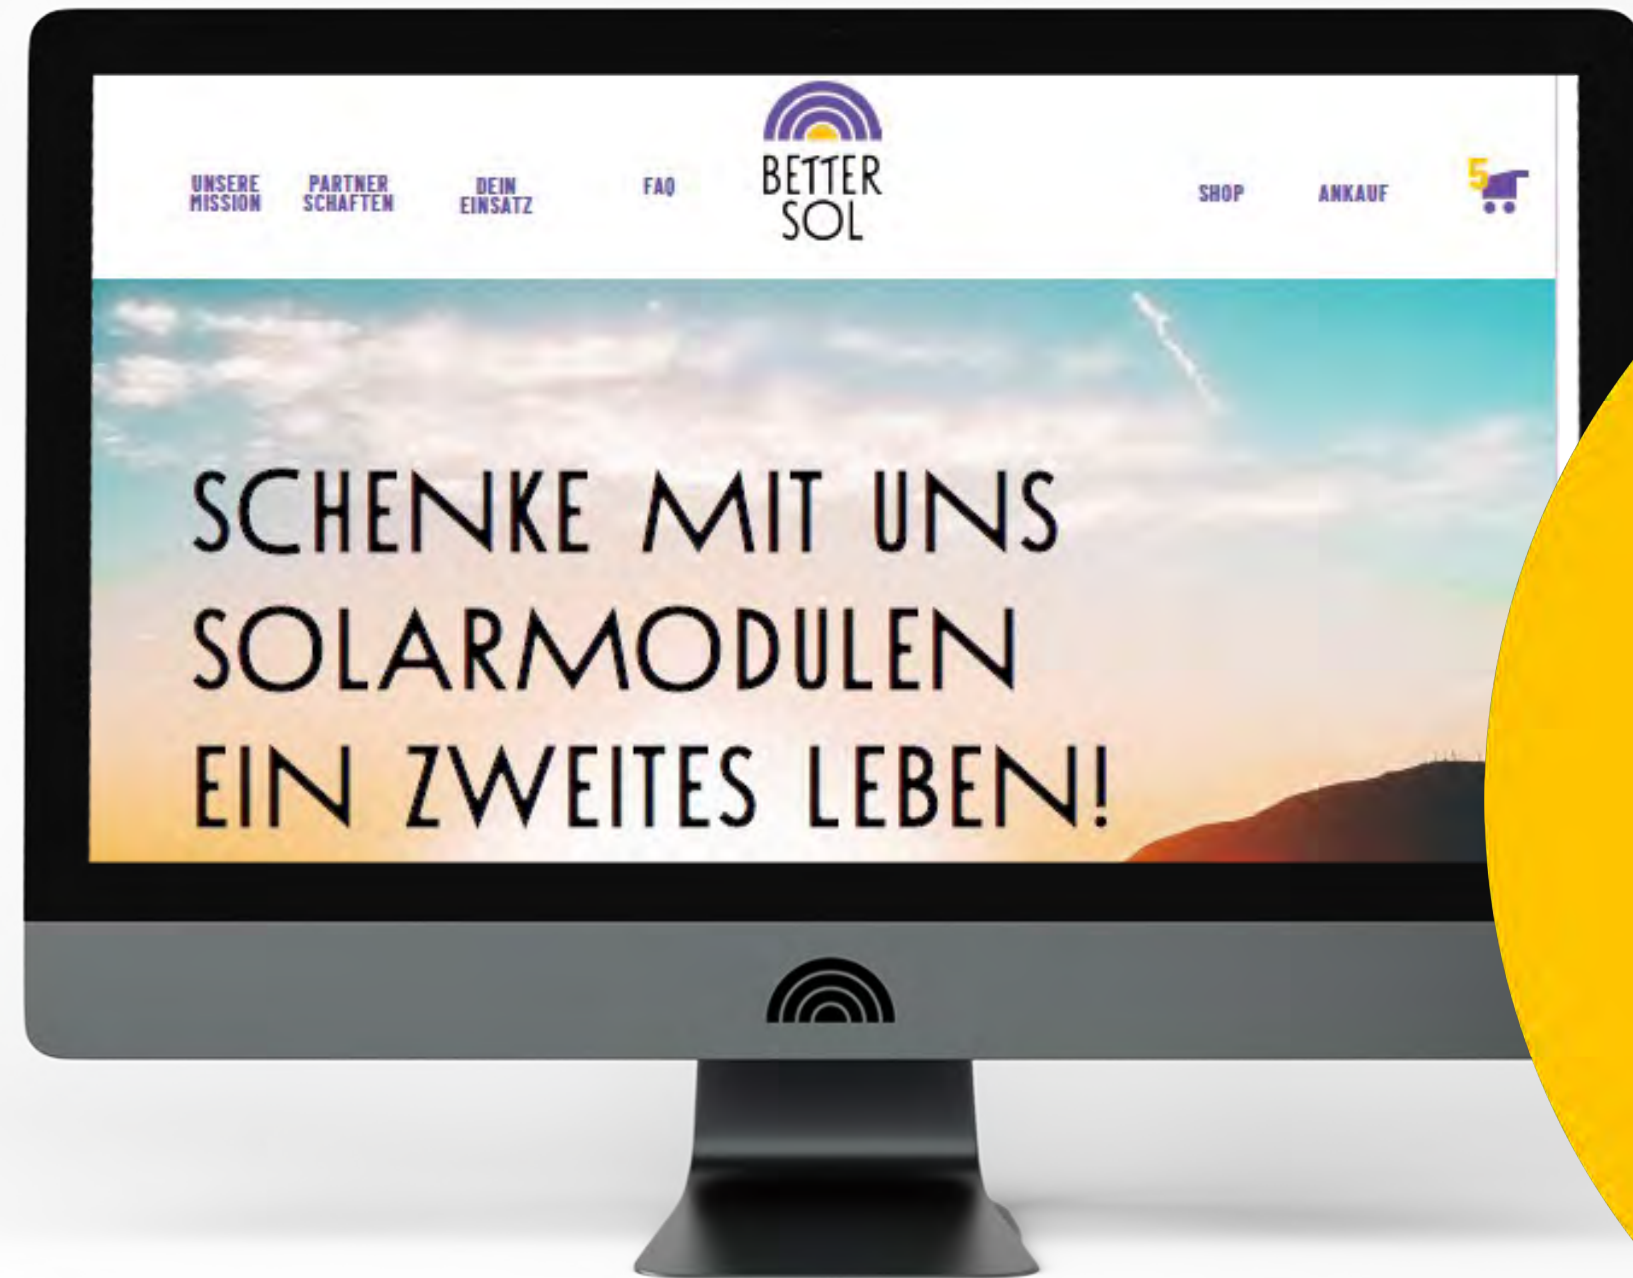 UNSERE
MISSION
PARTNER
SCHAFTEN
DEIN
EINSATZ
FAQ
BETTER
SOL
SHOP
ANKAUF
5
SCHENKE MIT UNS
SOLARMODULEN
EIN ZWEITES LEBEN!